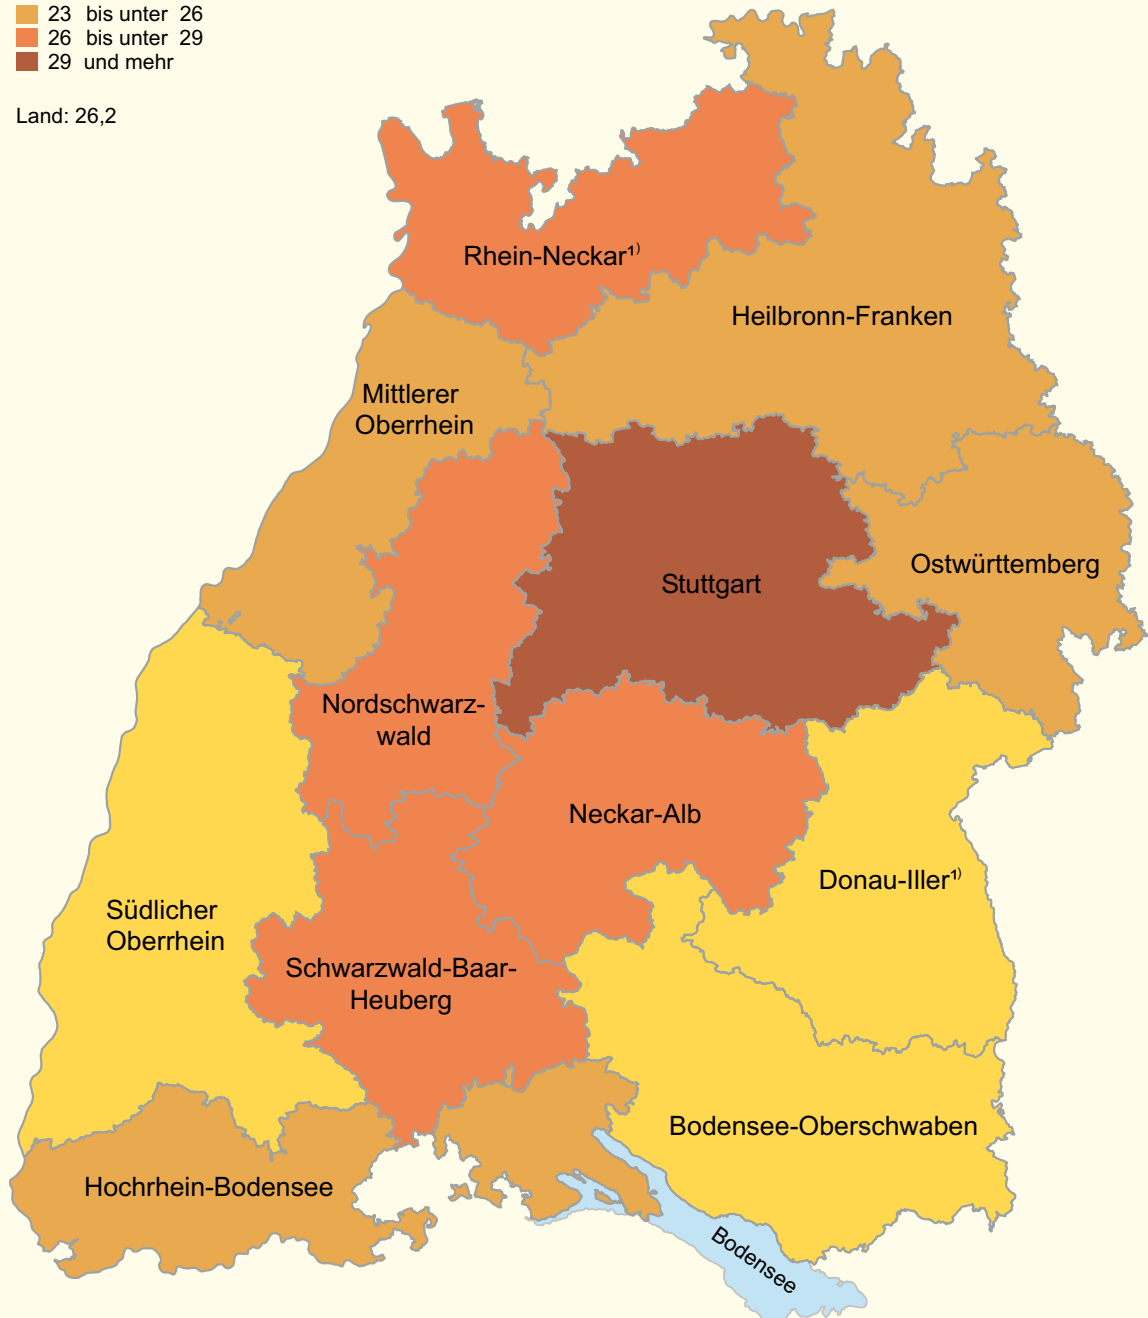 23 bis unter 26
26 bis unter 29
29 und mehr
Land: 26,2
Rhein-Neckar¹⁾
Heilbronn-Franken
Mittlerer
Oberrhein
Ostwürttemberg
Stuttgart
Nordschwarz-
wald
Neckar-Alb
Donau-Iller¹⁾
Südlicher
Oberrhein
Schwarzwald-Baar-
Heuberg
Bodensee-Oberschwaben
Hochrhein-Bodensee
Bodensee